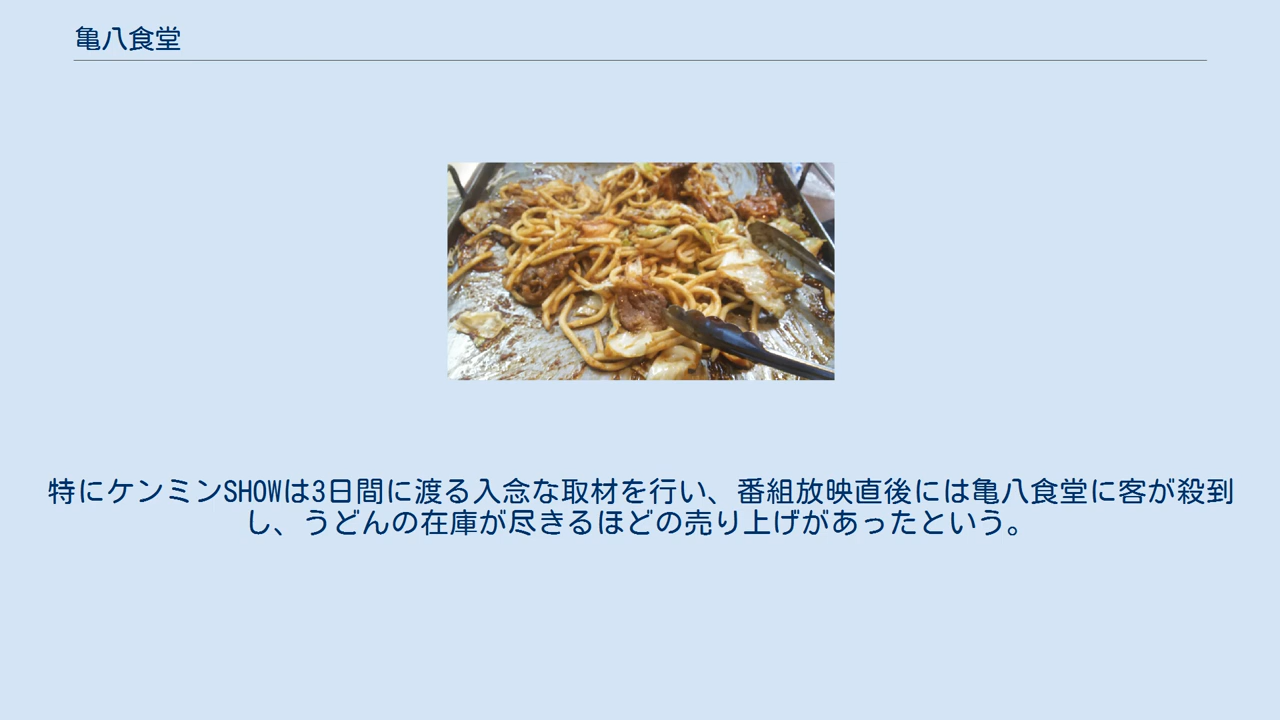 亀八食堂
特にケンミンSHOWは3日間に渡る入念な取材を行い、番組放映直後には亀八食堂に客が殺到
し、うどんの在庫が尽きるほどの売り上げがあったという。